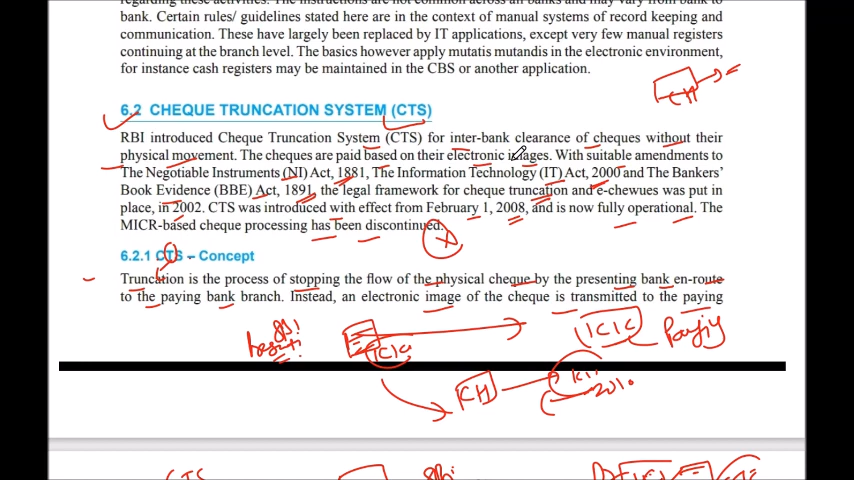 regarding these activities. The instructions are not common across all banks and may vary from bank to
bank. Certain rules/ guidelines stated here are in the context of manual systems of record keeping and
communication. These have largely been replaced by IT applications, except very few manual registers
continuing at the branch level. The basics however apply mutatis mutandis in the electronic environment,
for instance cash registers may be maintained in the CBS or another application.
CH
6.2 CHEQUE TRUNCATION SYSTEM (CTS)
RBI introduced Cheque Truncation System (CTS) for inter-bank clearance of cheques without their
physical movement. The cheques are paid based on their electronic images. With suitable amendments to
The Negotiable Instruments (NI) Act, 1881, The Information Technology (IT) Act, 2000 and The Bankers'
Book Evidence (BBE) Act, 1891, the legal framework for cheque truncation and e-chewues was put in
place, in 2002. CTS was introduced with effect from February 1, 2008, and is now fully operational. The
MICR-based cheque processing has been discontinued.
6.2.1 CTS – Concept
Truncation is the process of stopping the flow of the physical cheque by the presenting bank en-route
to the paying bank branch. Instead, an electronic image of the cheque is transmitted to the paying
SBI
ICIC
ICIC
CH
CTS
SBI